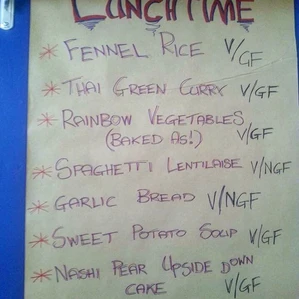 LUNCHTIME
* FENNEL RICE V/GF
* THAI GREEN CURRY V/GF
* RAINBOW VEGETABLES
(BAKED AS!) V/GF
* SPAGHETTI LENTILAISE V/NGF
* GARLIC BREAD V/NGF
* SWEET POTATO SOUP V/GF
* NASHI PEAR UPSIDE DOWN
CAKE V/GF